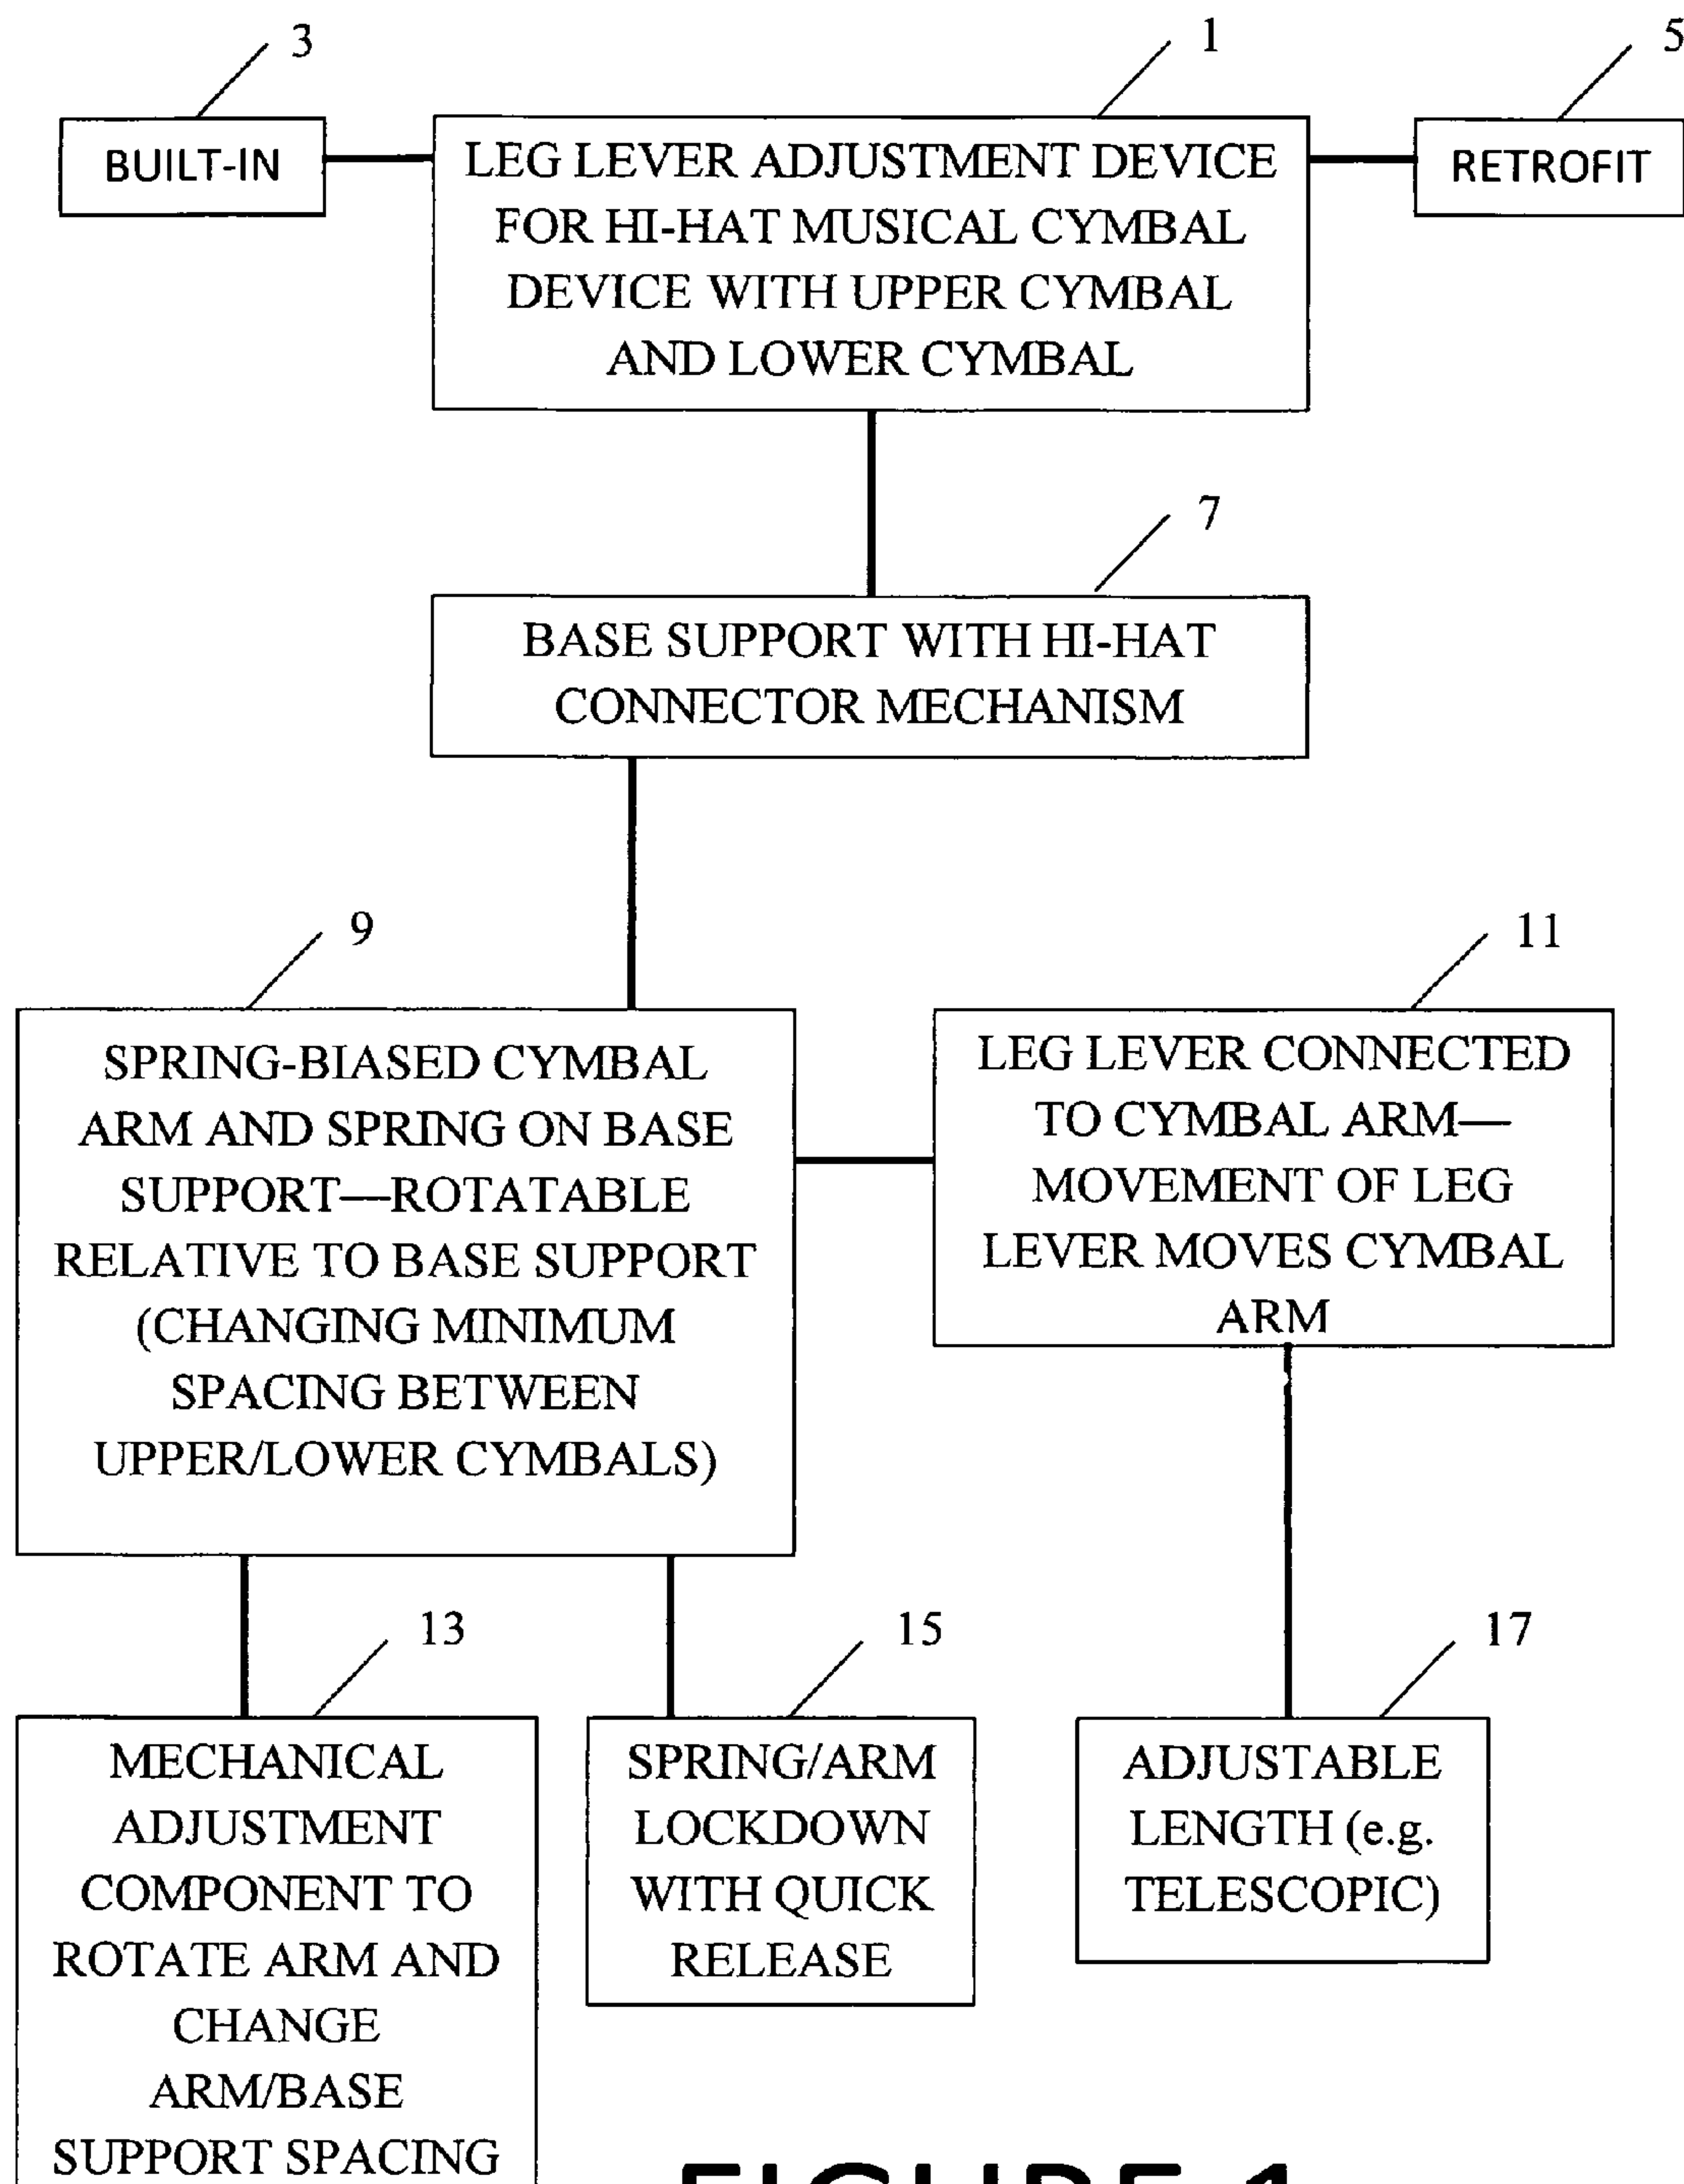 3
1
5
BUILT-IN
LEG LEVER ADJUSTMENT DEVICE
FOR HI-HAT MUSICAL CYMBAL
DEVICE WITH UPPER CYMBAL
AND LOWER CYMBAL
RETROFIT
7
BASE SUPPORT WITH HI-HAT
CONNECTOR MECHANISM
9
SPRING-BIASED CYMBAL
ARM AND SPRING ON BASE
SUPPORT—ROTATABLE
RELATIVE TO BASE SUPPORT
(CHANGING MINIMUM
SPACING BETWEEN
UPPER/LOWER CYMBALS)
11
LEG LEVER CONNECTED
TO CYMBAL ARM—
MOVEMENT OF LEG
LEVER MOVES CYMBAL
ARM
13
MECHANICAL
ADJUSTMENT
COMPONENT TO
ROTATE ARM AND
CHANGE
ARM/BASE
SUPPORT SPACING
15
SPRING/ARM
LOCKDOWN
WITH QUICK
RELEASE
17
ADJUSTABLE
LENGTH (e.g.
TELESCOPIC)
FIGURE 1